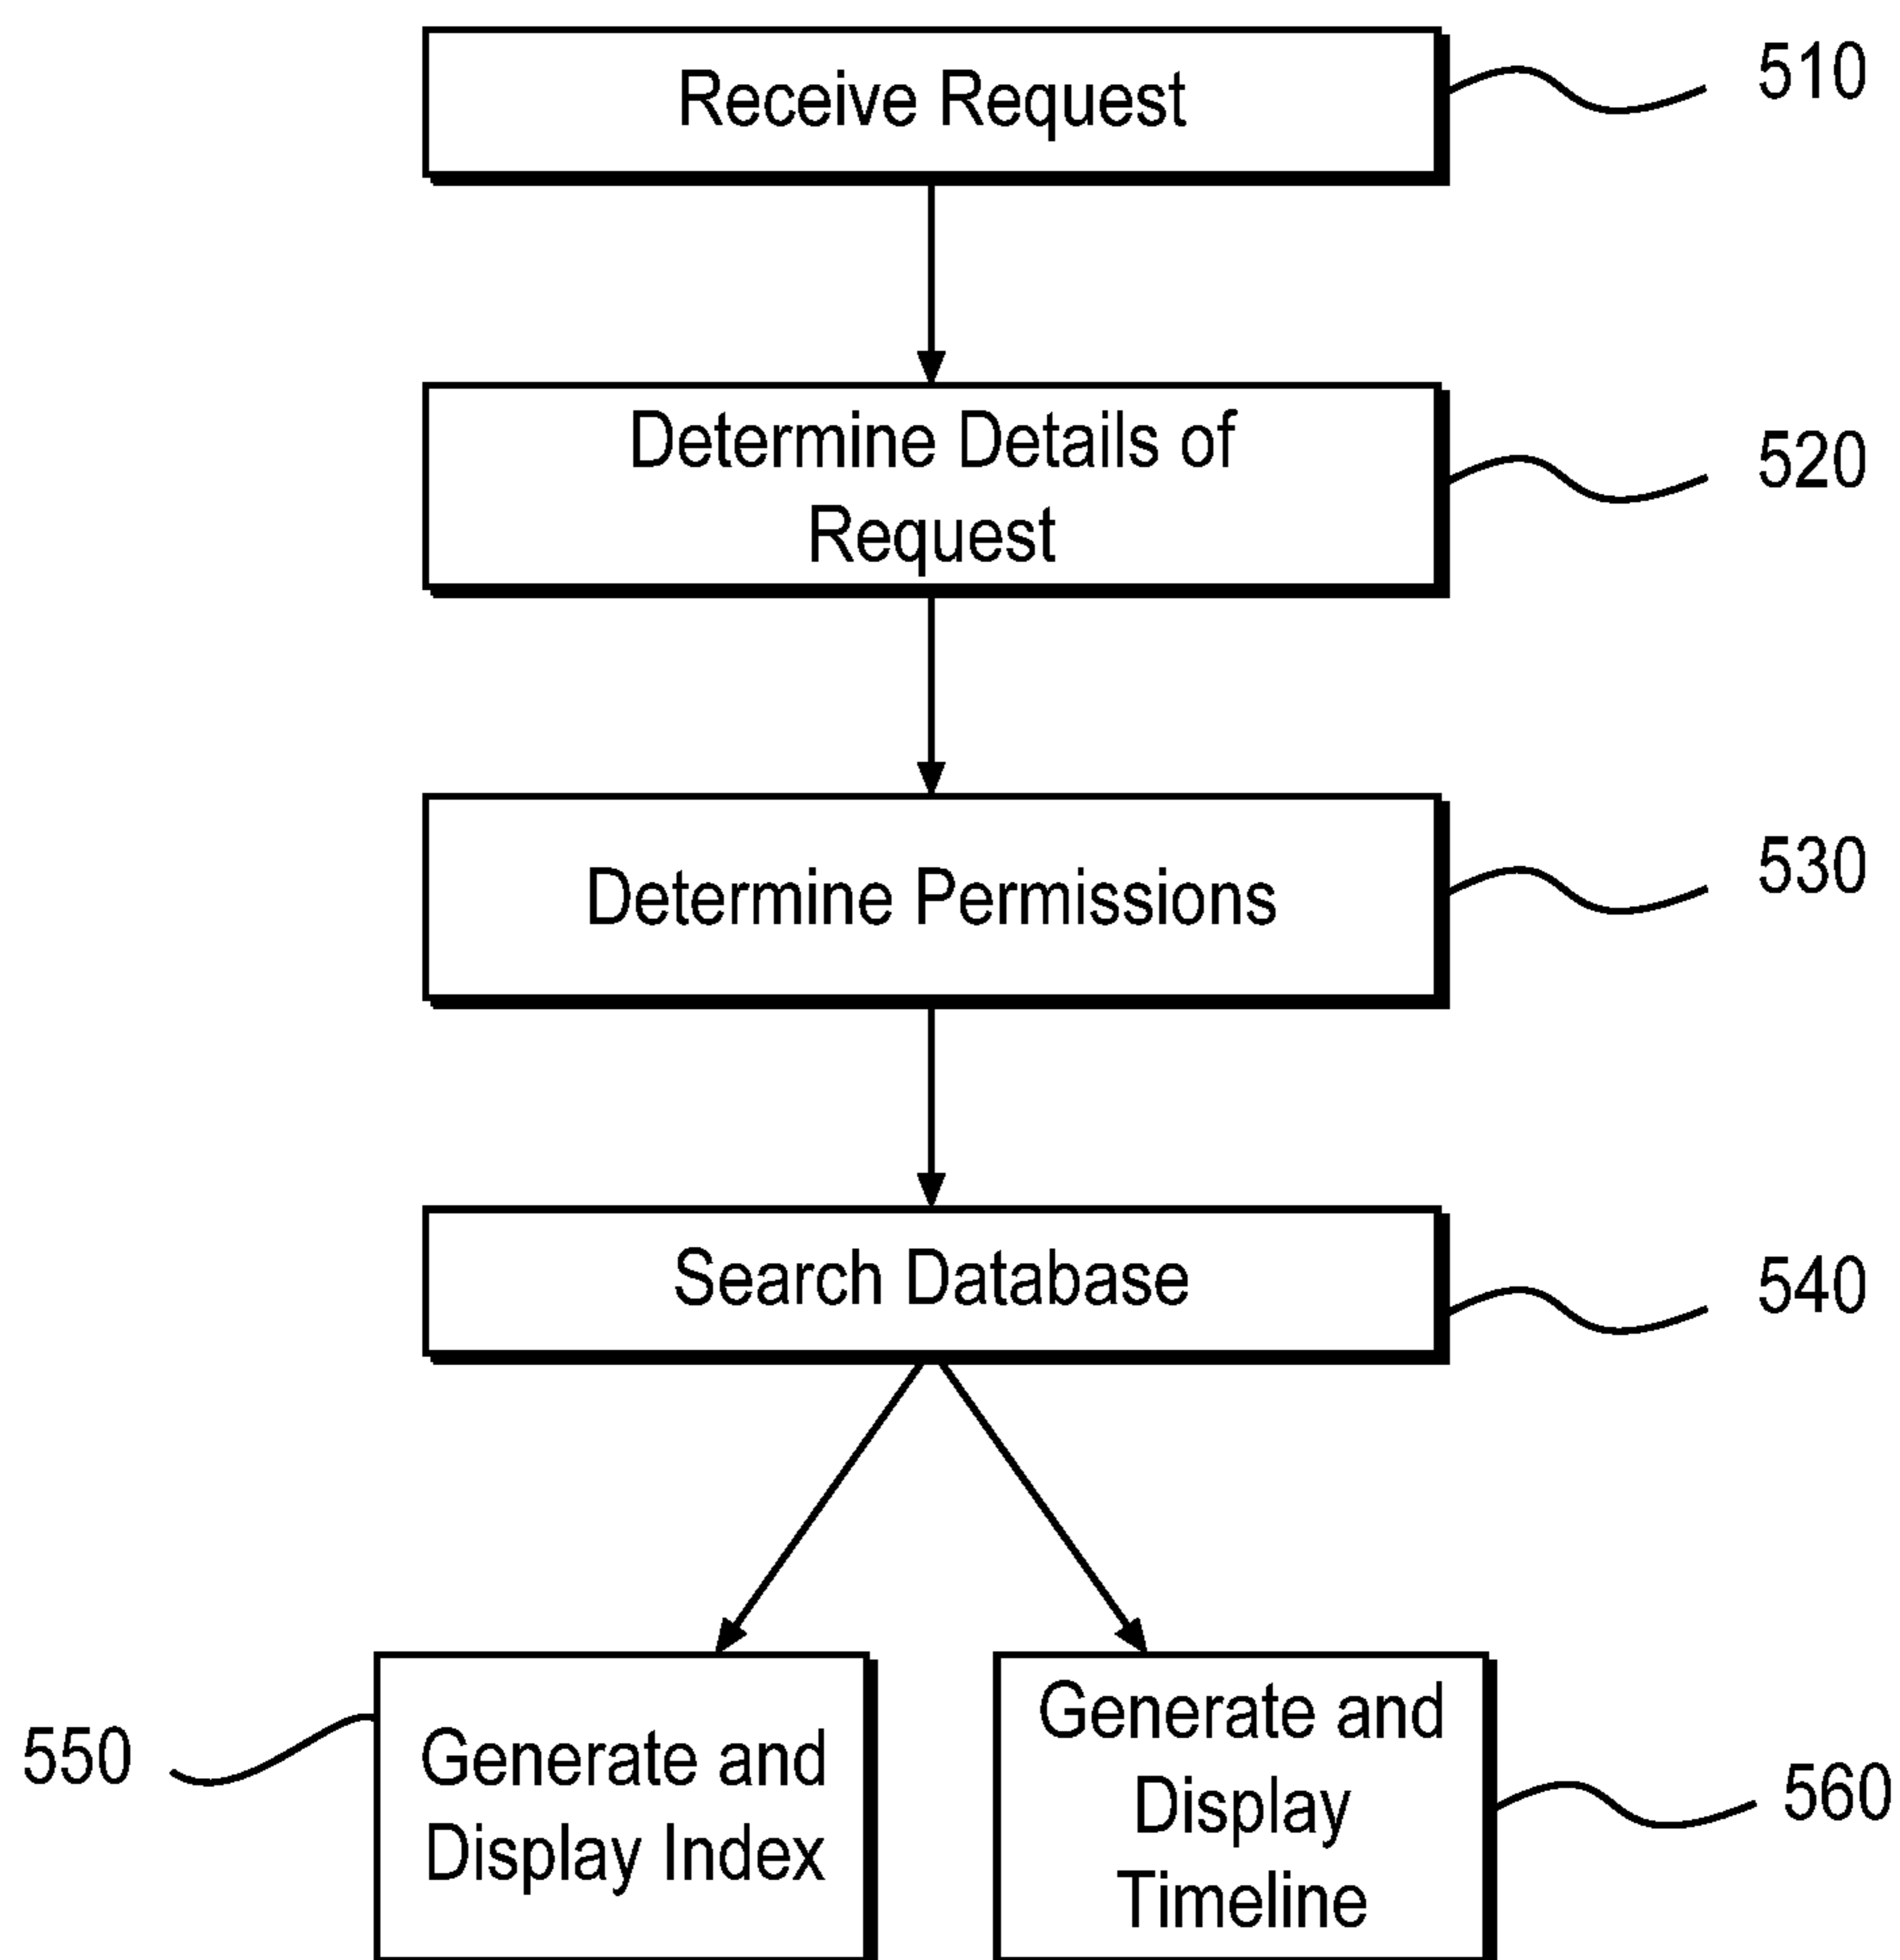 Receive Request
510
Determine Details of
Request
520
Determine Permissions
530
Search Database
540
550
Generate and
Display Index
Generate and
Display
Timeline
560